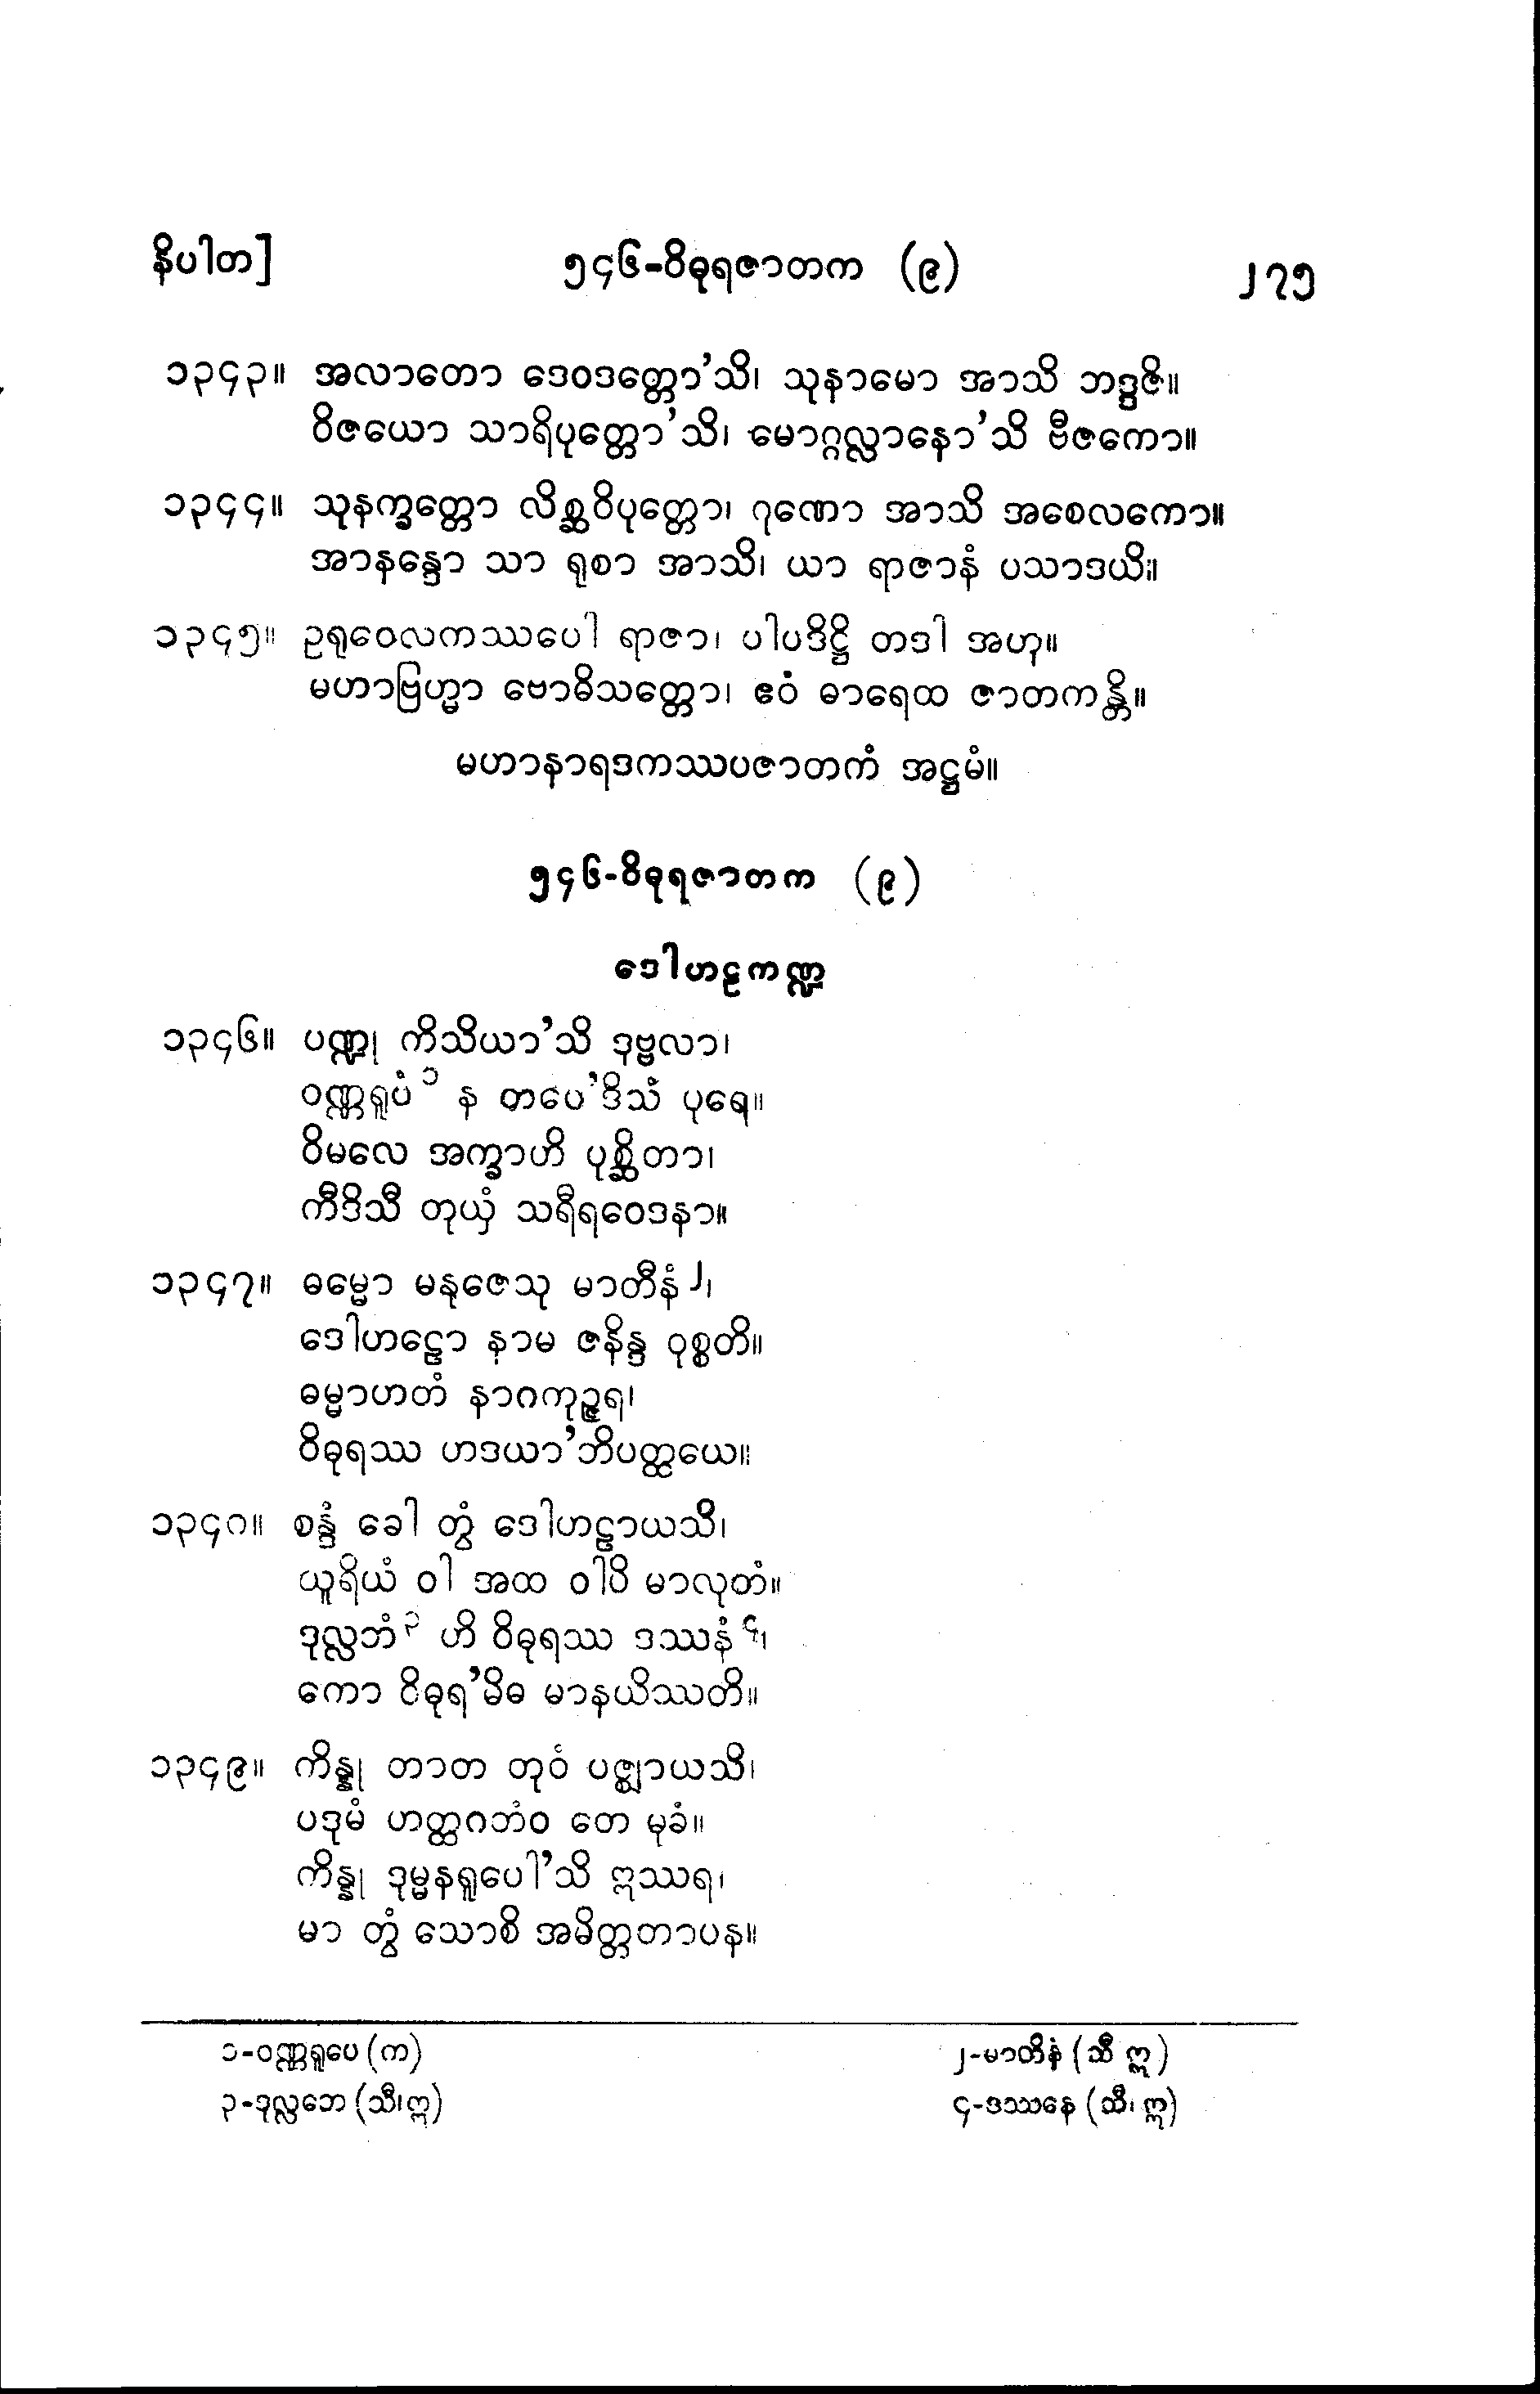 နိပါတ] ၅၄၆-ဝိဓုရဇာတက (၉) ၂၇၅
၁၃၄၃။ အလာတော ဒေဝဒတ္တော’သိ၊ သုနာမော အာသိ ဘဒ္ဒဇိ။
ဝိဇယော သာရိပုတ္တော’သိ၊ မောဂ္ဂလ္လာနော’သိ ဗီဇကော။
၁၃၄၄။ သုနက္ခတ္တော လိစ္ဆဝိပုတ္တော၊ ဂုဏော အာသိ အစေလကော။
အာနန္ဒော သာ ရုစာ အာသိ၊ ယာ ရာဇာနံ ပသာဒယိ။
၁၃၄၅။ ဥရုဝေလကဿပေါ ရာဇာ၊ ပါပဒိဋ္ဌိ တဒါ အဟု။
မဟာဗြဟ္မာ ဗောဓိသတ္တော၊ ဧဝံ ဓာရေထ ဇာတကန္တိ။
မဟာနာရဒကဿပဇာတကံ အဋ္ဌမံ။
၅၄၆-ဝိဓုရဇာတက (၉)
ဒေါဟဠကဏ္ဍ
၁၃၄၆။ ပဏ္ဍု ကိသိယာ’သိ ဒုဗ္ဗလာ၊
ဝဏ္ဏရူပံ ၁ န တပေ’ဒိသံ ပုရေ။
ဝိမလေ အက္ခာဟိ ပုစ္ဆိတာ၊
ကီဒိသီ တုယှံ သရီရဝေဒနာ။
၁၃၄၇။ ဓမ္မော မနုဇေသု မာတီနံ ၂၊
ဒေါဟဠော နာမ ဇနိန္ဒ ဝုစ္စတိ။
ဓမ္မာဟတံ နာဂကုဉ္ဇရ၊
ဝိဓုရဿ ဟဒယာ’ဘိပတ္ထယေ။
၁၃၄၈။ စန္ဒံ ခေါ တွံ ဒေါဟဠာယသိ၊
ယူရိယံ ဝါ အထ ဝါပိ မာလုတံ။
ဒုလ္လဘံ ၃ ဟိ ဝိဓုရဿ ဒဿနံ ၄၊
ကော ဝိဓုရ’မိဓ မာနယိဿတိ။
၁၃၄၉။ ကိန္နု တာတ တုဝံ ပဇ္ဈာယသိ၊
ပဒုမံ ဟတ္ထဂတံဝ တေ မုခံ။
ကိန္နု ဒုမ္မနရူပေါ’သိ ဣဿရ၊
မာ တွံ သောစိ အမိတ္တတာပန။
၁-ဝဏ္ဏရူပေ (က) ၂-မာတိနံ (သီ ဣ)
၃-ဒုလ္လဘေ (သီ၊ဣ) ၄-ဒဿနေ (သီ၊ ဣ)